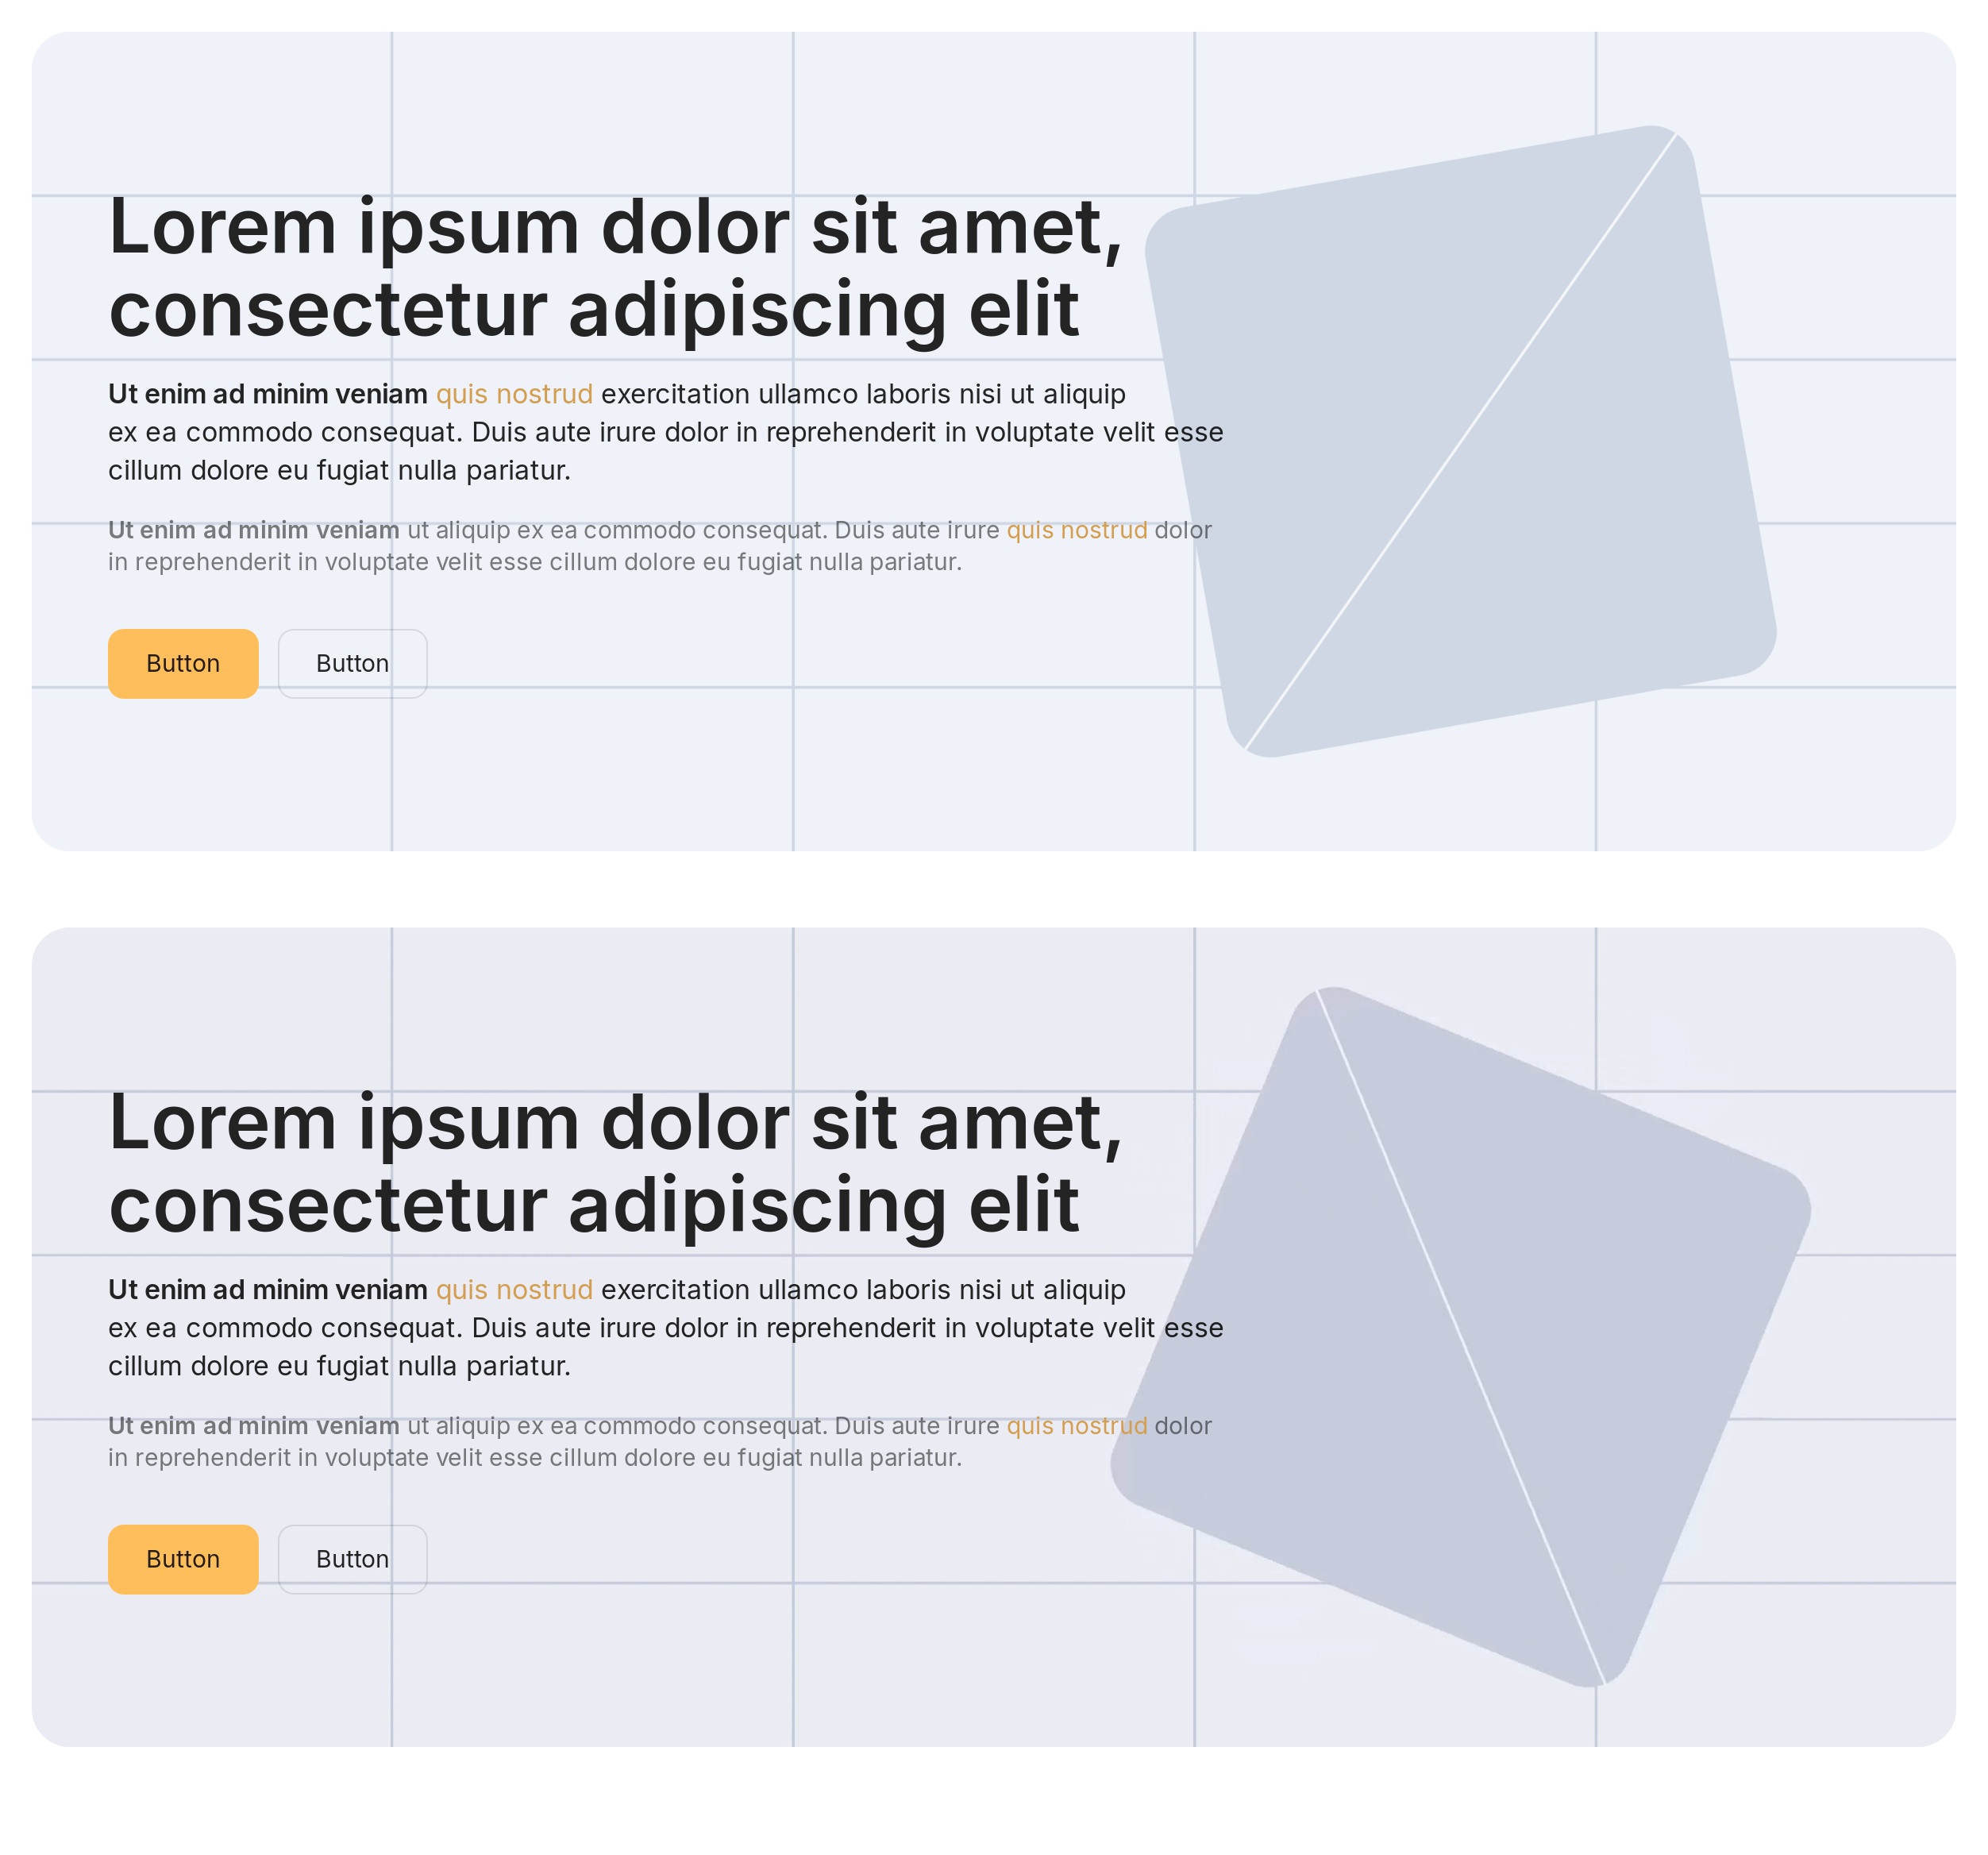 Lorem ipsum dolor sit amet,
consectetur adipiscing elit
Ut enim ad minim veniam quis nostrud exercitation ullamco laboris nisi ut aliquip
ex ea commodo consequat. Duis aute irure dolor in reprehenderit in voluptate velit esse
cillum dolore eu fugiat nulla pariatur.
Ut enim ad minim veniam ut aliquip ex ea commodo consequat. Duis aute irure quis nostrud dolor
in reprehenderit in voluptate velit esse cillum dolore eu fugiat nulla pariatur.
Button Button
Lorem ipsum dolor sit amet,
consectetur adipiscing elit
Ut enim ad minim veniam quis nostrud exercitation ullamco laboris nisi ut aliquip
ex ea commodo consequat. Duis aute irure dolor in reprehenderit in voluptate velit esse
cillum dolore eu fugiat nulla pariatur.
Ut enim ad minim veniam ut aliquip ex ea commodo consequat. Duis aute irure quis nostrud dolor
in reprehenderit in voluptate velit esse cillum dolore eu fugiat nulla pariatur.
Button Button